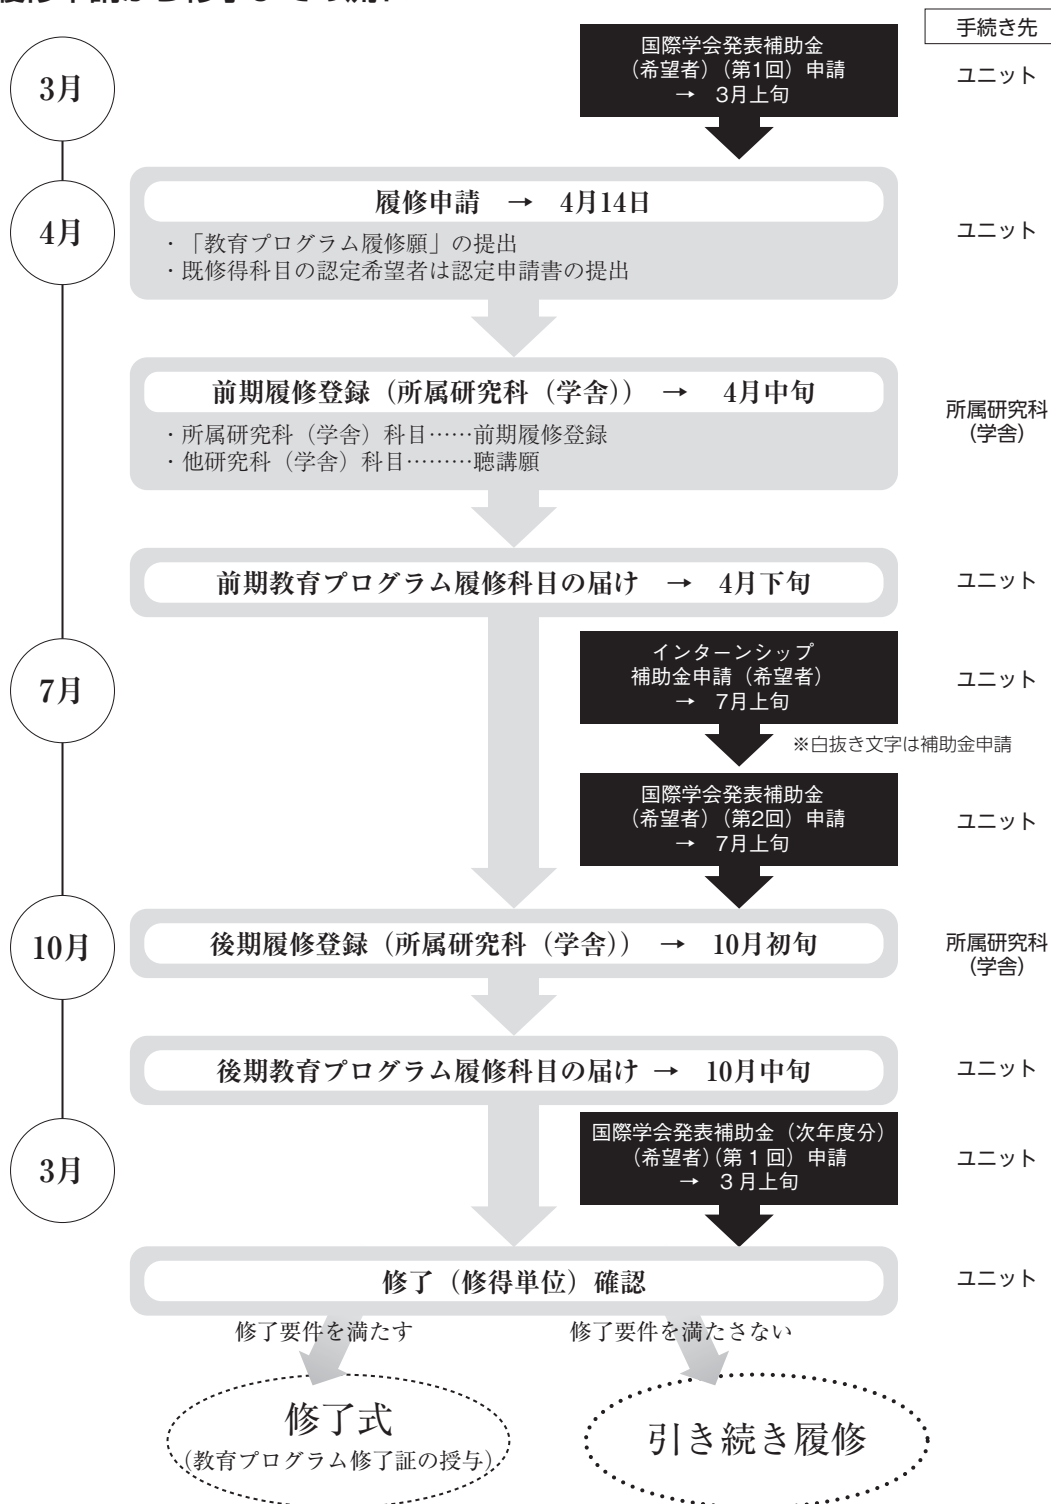 手続き先
3月
国際学会発表補助金
（希望者）（第1回）申請
→ 3月上旬
ユニット
4月
履修申請 → 4月14日
・「教育プログラム履修願」の提出
・既修得科目の認定希望者は認定申請書の提出
ユニット
前期履修登録（所属研究科（学舎）） → 4月中旬
・所属研究科（学舎）科目……前期履修登録
・他研究科（学舎）科目………聴講願
所属研究科
（学舎）
前期教育プログラム履修科目の届け → 4月下旬
ユニット
7月
インターンシップ
補助金申請（希望者）
→ 7月上旬
ユニット
※白抜き文字は補助金申請
国際学会発表補助金
（希望者）（第2回）申請
→ 7月上旬
ユニット
10月
後期履修登録（所属研究科（学舎）） → 10月初旬
所属研究科
（学舎）
後期教育プログラム履修科目の届け → 10月中旬
ユニット
3月
国際学会発表補助金（次年度分）
（希望者）（第1回）申請
→ 3月上旬
ユニット
修了（修得単位）確認
ユニット
修了要件を満たす
修了要件を満たさない
修了式
（教育プログラム修了証の授与）
引き続き履修